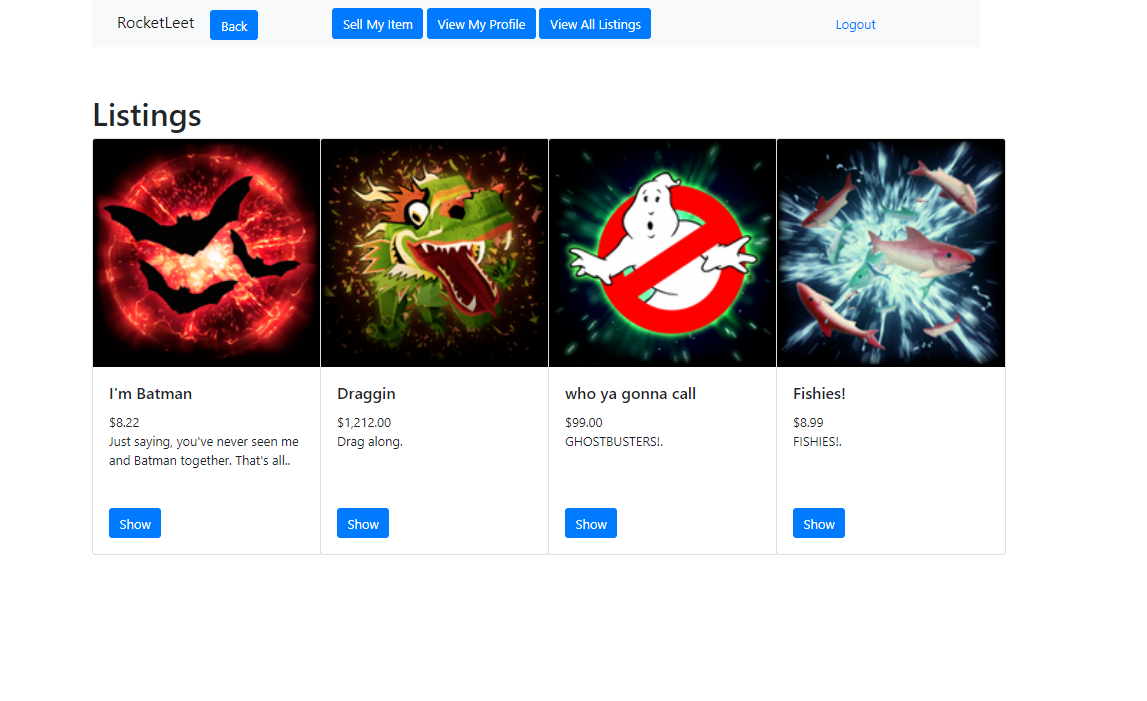 RocketLeet Back Sell My Item View My Profile View All Listings Logout
Listings
I'm Batman
$8.22
Just saying, you've never seen me
and Batman together. That's all..
Show
Draggin
$1,212.00
Drag along.
Show
who ya gonna call
$99.00
GHOSTBUSTERS!.
Show
Fishies!
$8.99
FISHIES!.
Show